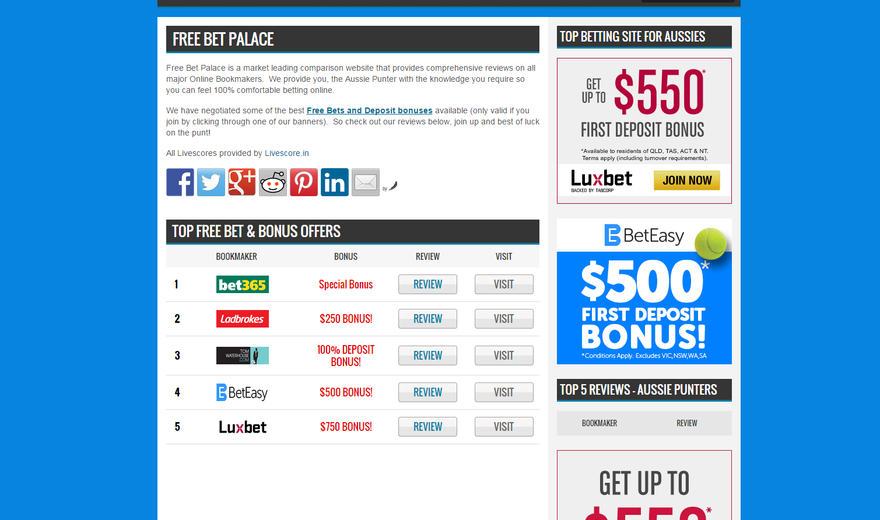 FREE BET PALACE
Free Bet Palace is a market leading comparison website that provides comprehensive reviews on all
major Online Bookmakers. We provide you, the Aussie Punter with the knowledge you require so
you can feel 100% comfortable betting online.
We have negotiated some of the best Free Bets and Deposit bonuses available (only valid if you
join by clicking through one of our banners). So check out our reviews below, join up and best of luck
on the punt!
All Livescores provided by Livescore.in
by
TOP FREE BET & BONUS OFFERS
BOOKMAKER BONUS REVIEW VISIT
1 bet365 Special Bonus REVIEW VISIT
2 Ladbrokes $250 BONUS! REVIEW VISIT
3 TOM WATERHOUSE.COM 100% DEPOSIT BONUS! REVIEW VISIT
4 BetEasy $500 BONUS! REVIEW VISIT
5 Luxbet $750 BONUS! REVIEW VISIT
TOP BETTING SITE FOR AUSSIES
GET UP TO $550*
FIRST DEPOSIT BONUS
*Available to residents of QLD, TAS, ACT & NT.
Terms apply (including turnover requirements).
Luxbet JOIN NOW
BACKED BY TABCORP
BetEasy
$500*
FIRST DEPOSIT
BONUS!
*Conditions Apply. Excludes VIC,NSW,WA,SA
TOP 5 REVIEWS - AUSSIE PUNTERS
BOOKMAKER REVIEW
GET UP TO
$550*